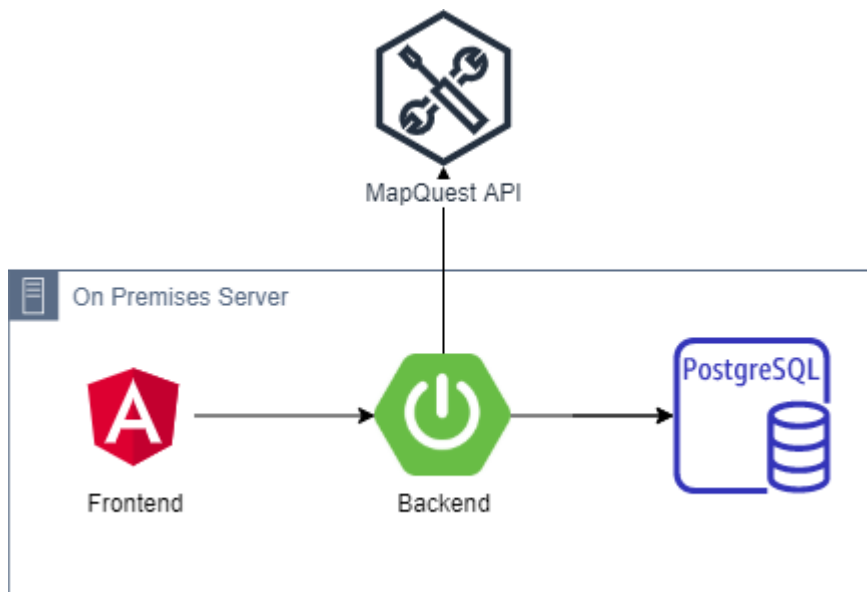 MapQuest API
On Premises Server
PostgreSQL
Frontend
Backend